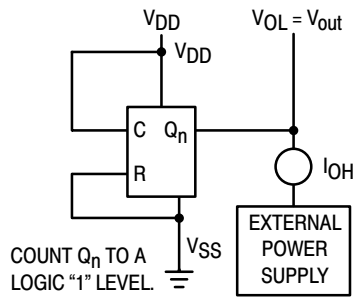 VDD
VDD
VOL = Vout
C Qn
R
IOH
VSS
EXTERNAL
POWER
SUPPLY
COUNT Qn TO A
LOGIC “1” LEVEL.